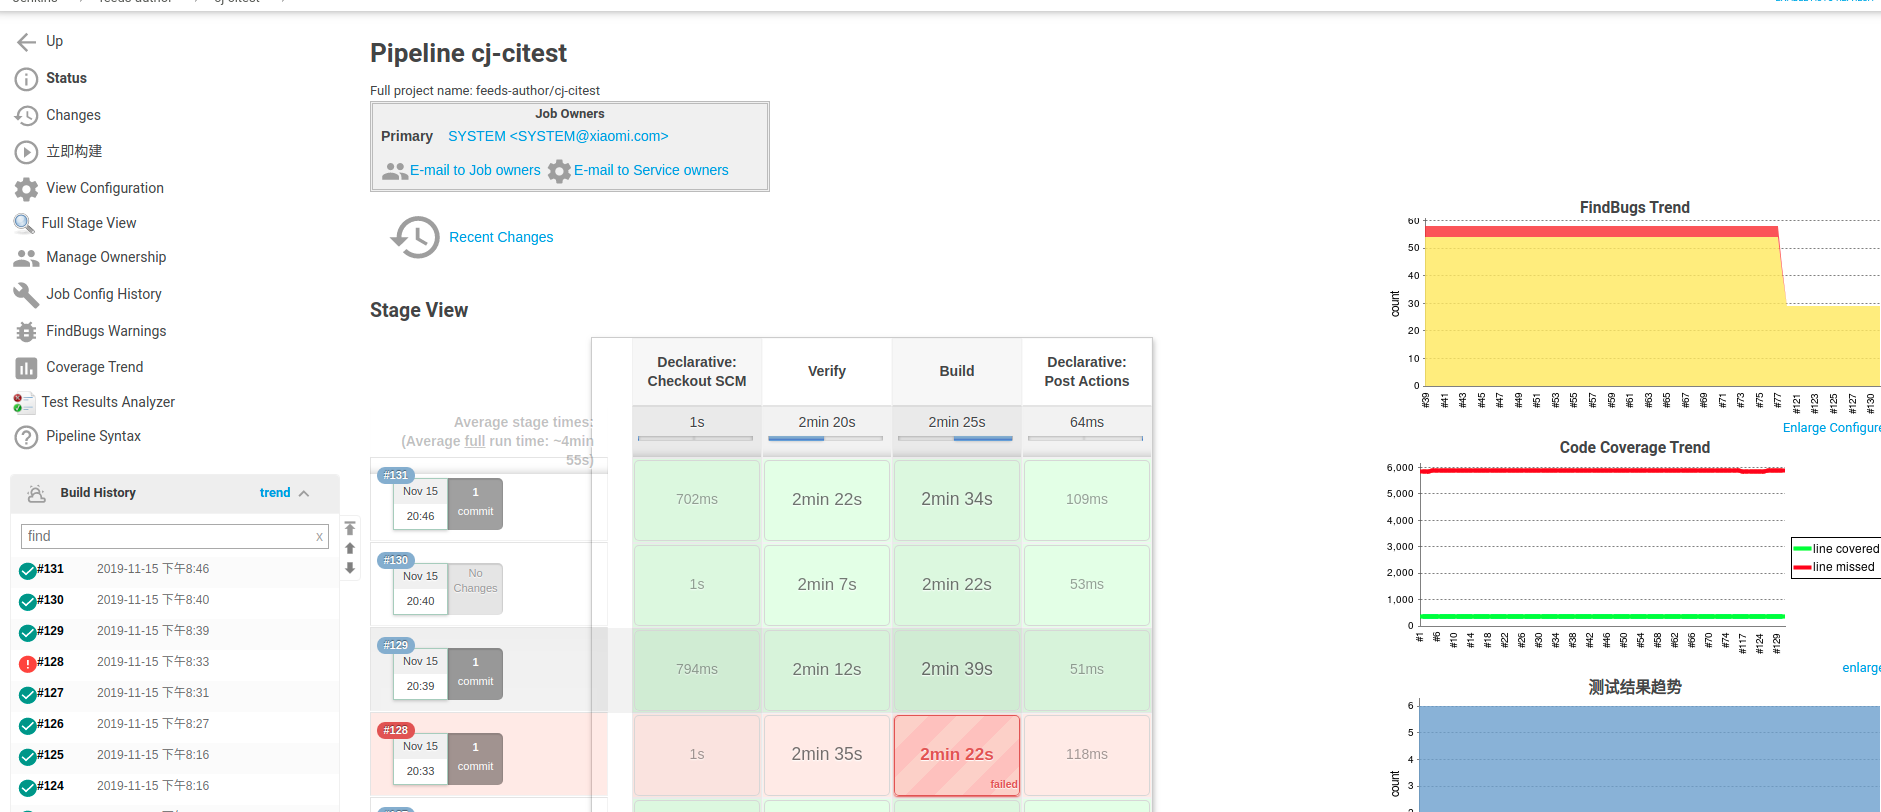 Up
Status
Changes
立即构建
View Configuration
Full Stage View
Manage Ownership
Job Config History
FindBugs Warnings
Coverage Trend
Test Results Analyzer
Pipeline Syntax
Build History
trend
find
x
#131 2019-11-15 下午8:46
#130 2019-11-15 下午8:40
#129 2019-11-15 下午8:39
#128 2019-11-15 下午8:33
#127 2019-11-15 下午8:31
#126 2019-11-15 下午8:27
#125 2019-11-15 下午8:16
#124 2019-11-15 下午8:16
Pipeline cj-citest
Full project name: feeds-author/cj-citest
Job Owners
Primary SYSTEM <SYSTEM@xiaomi.com>
E-mail to Job owners E-mail to Service owners
Recent Changes
Stage View
Declarative: Checkout SCM
Verify
Build
Declarative: Post Actions
Average stage times:
(Average full run time: ~4min
55s)
1s 2min 20s 2min 25s 64ms
#131
Nov 15
20:46
1
commit
702ms 2min 22s 2min 34s 109ms
#130
Nov 15
20:40
No
Changes
1s 2min 7s 2min 22s 53ms
#129
Nov 15
20:39
1
commit
794ms 2min 12s 2min 39s 51ms
#128
Nov 15
20:33
1
commit
1s 2min 35s 2min 22s 118ms
failed
FindBugs Trend
count
60
50
40
30
20
10
0
#39 #41 #43 #45 #47 #49 #51 #53 #55 #57 #59 #61 #63 #65 #67 #69 #71 #73 #75 #77 #121 #123 #125 #127 #130
Enlarge Configure
Code Coverage Trend
6,000
5,000
4,000
3,000
2,000
1,000
0
#1 #6 #10 #14 #18 #22 #26 #30 #34 #38 #42 #46 #50 #54 #58 #62 #66 #70 #74 #117 #124 #129
line covered
line missed
enlarge
测试结果趋势
count
6
5
4
3